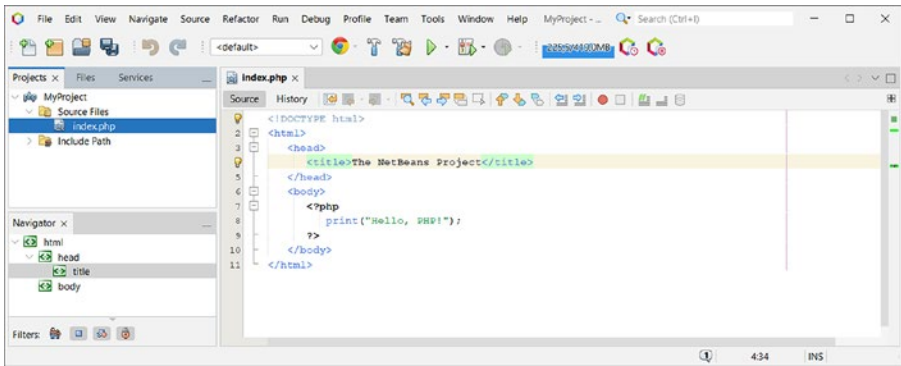 File Edit View Navigate Source Refactor Run Debug Profile Team Tools Window Help MyProject - ... Search (Ctrl+I)
<default>
Projects Files Services
index.php
MyProject
Source Files
index.php
Include Path
Source History
1 <!DOCTYPE html>
2 <html>
3 <head>
<title>The NetBeans Project</title>
5 </head>
6 <body>
7 <?php
8 print("Hello, PHP!");
9 ?>
10 </body>
11 </html>
Navigator
html
head
title
body
Filters:
1 4:34 INS